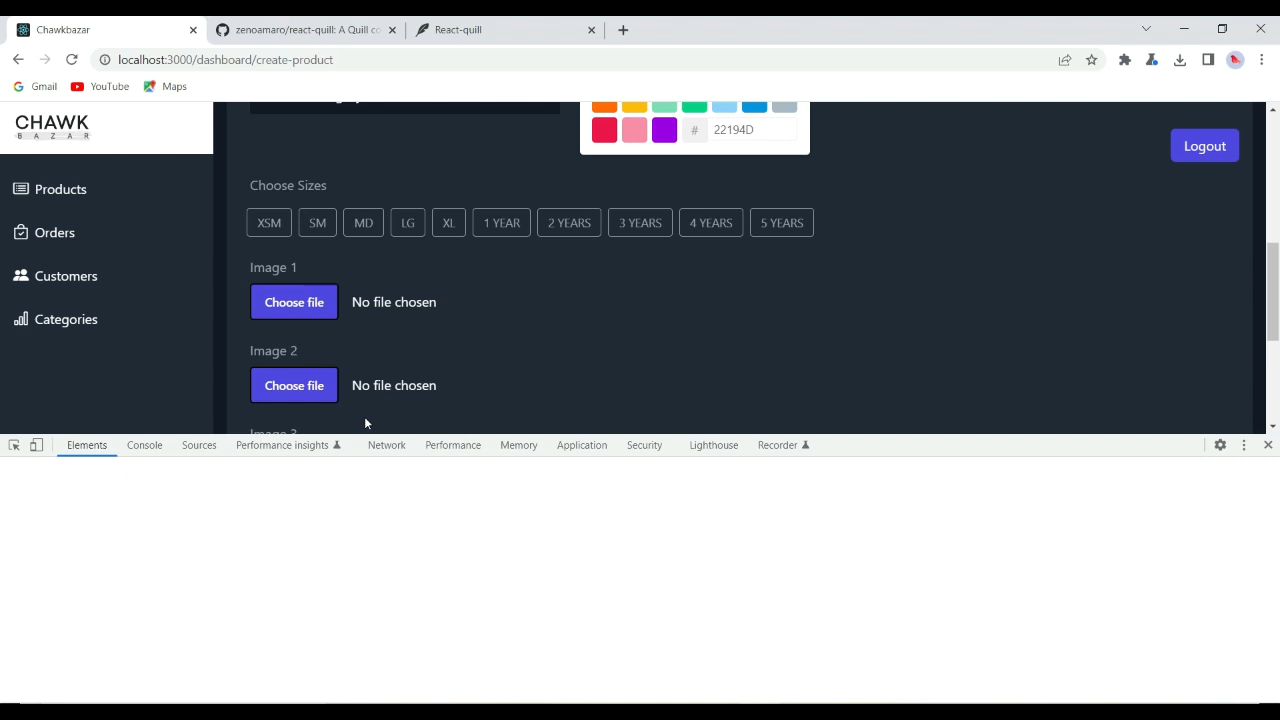 Chawkbazar
zenoamaro/react-quill: A Quill co
React-quill
localhost:3000/dashboard/create-product
Gmail
YouTube
Maps
CHAWK
BAZAR
# 22194D
Logout
Products
Orders
Customers
Categories
Choose Sizes
XSM SM MD LG XL 1 YEAR 2 YEARS 3 YEARS 4 YEARS 5 YEARS
Image 1
Choose file No file chosen
Image 2
Choose file No file chosen
Image 3
Elements Console Sources Performance insights Network Performance Memory Application Security Lighthouse Recorder